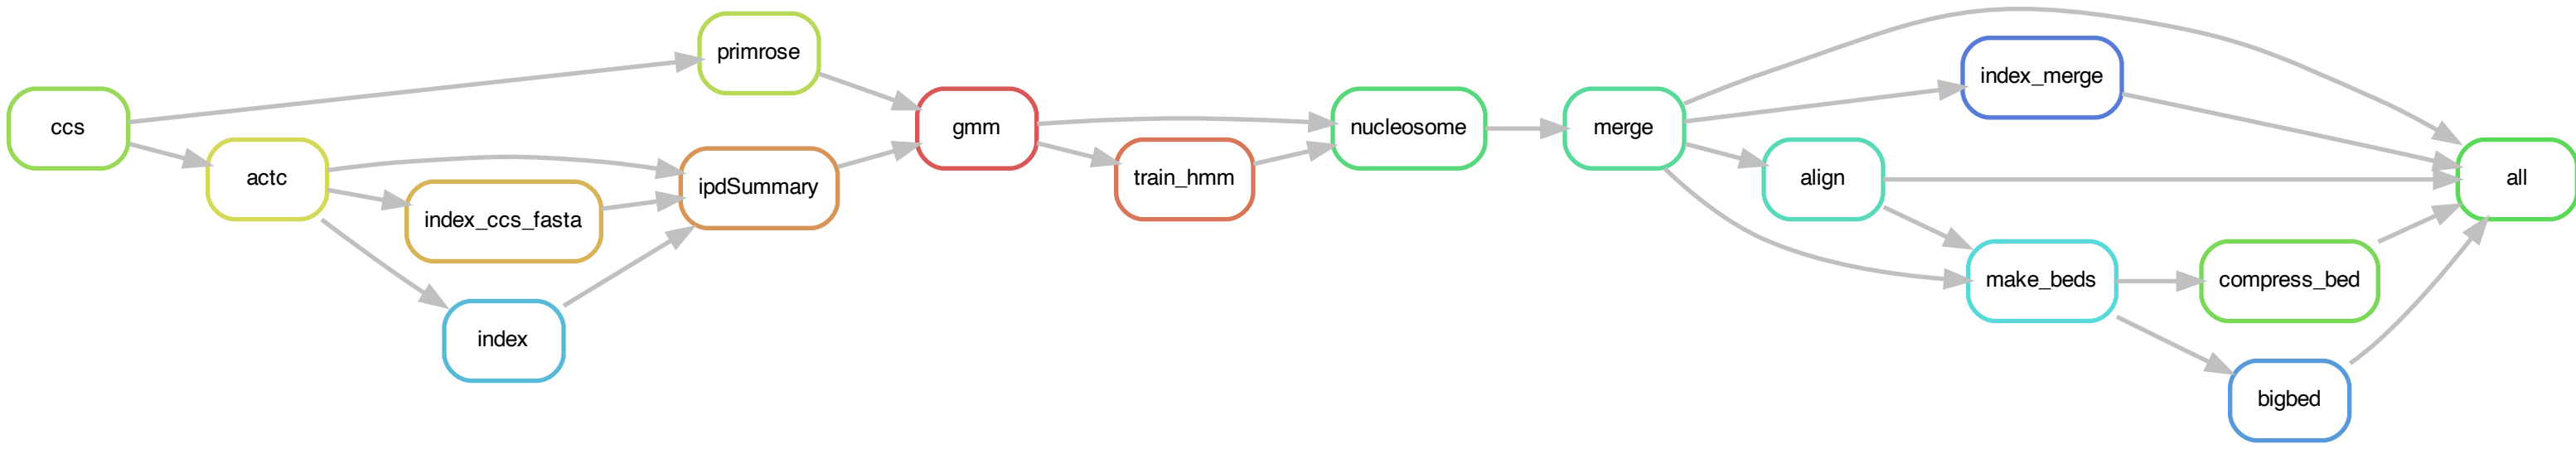 primrose
ccs
actc
index_ccs_fasta
index
ipdSummary
gmm
train_hmm
nucleosome
merge
index_merge
align
make_beds
compress_bed
bigbed
all